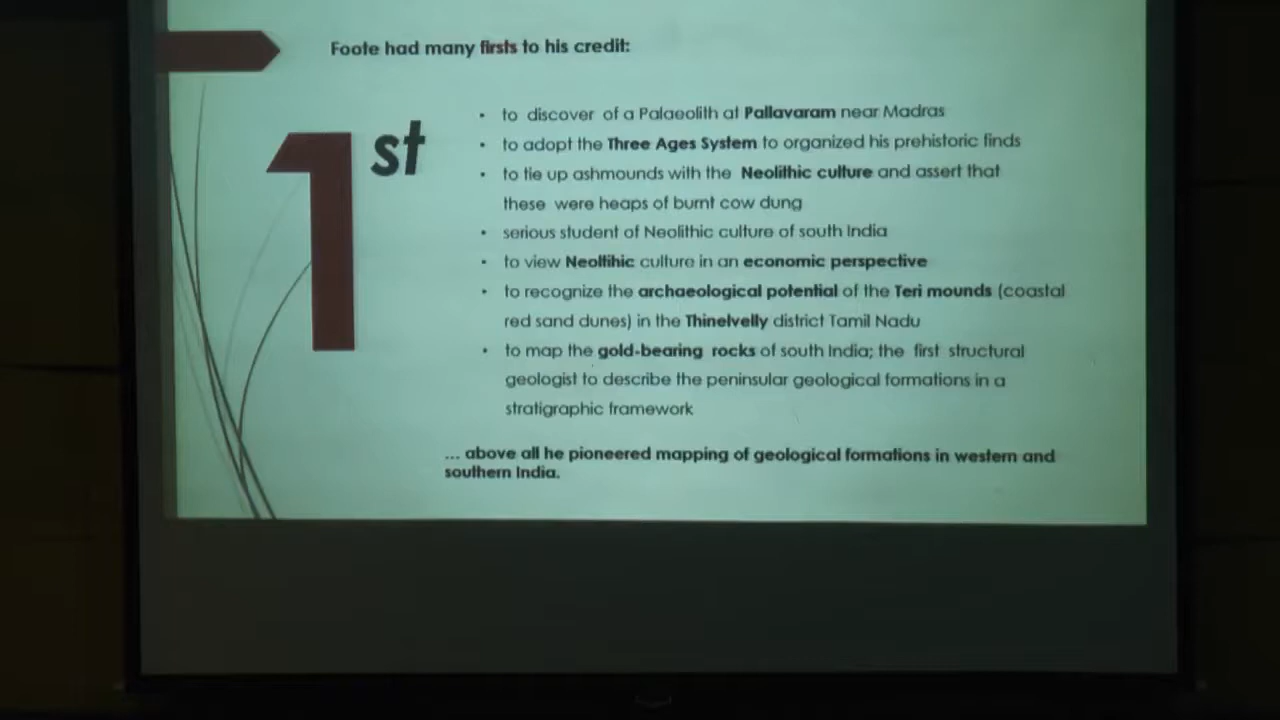 Foote had many firsts to his credit:
1st
• to discover of a Palaeolith at Pallavaram near Madras
• to adopt the Three Ages System to organized his prehistoric finds
• to tie up ashmounds with the Neolithic culture and assert that
these were heaps of burnt cow dung
• serious student of Neolithic culture of south India
• to view Neoltihic culture in an economic perspective
• to recognize the archaeological potential of the Teri mounds (coastal
red sand dunes) in the Thinelvelly district Tamil Nadu
• to map the gold-bearing rocks of south India; the first structural
geologist to describe the peninsular geological formations in a
stratigraphic framework
... above all he pioneered mapping of geological formations in western and
southern India.